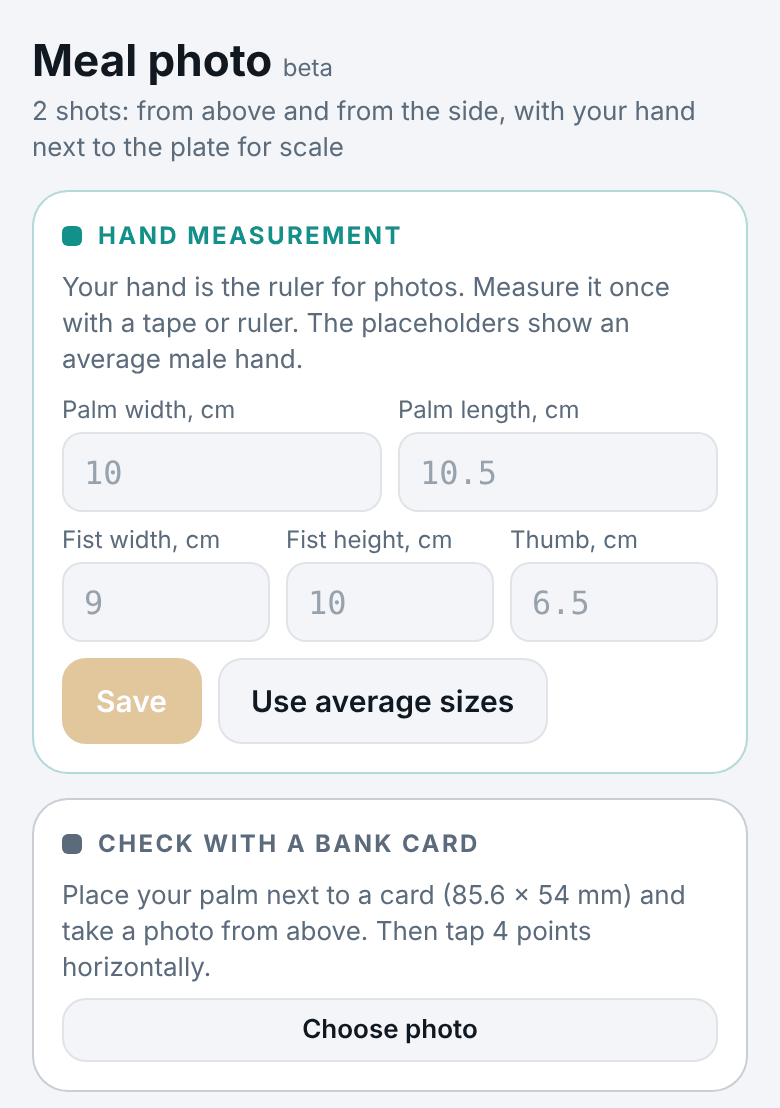 Meal photo beta
2 shots: from above and from the side, with your hand
next to the plate for scale
HAND MEASUREMENT
Your hand is the ruler for photos. Measure it once
with a tape or ruler. The placeholders show an
average male hand.
Palm width, cm Palm length, cm
10 10.5
Fist width, cm Fist height, cm Thumb, cm
9 10 6.5
Save Use average sizes
CHECK WITH A BANK CARD
Place your palm next to a card (85.6 × 54 mm) and
take a photo from above. Then tap 4 points
horizontally.
Choose photo